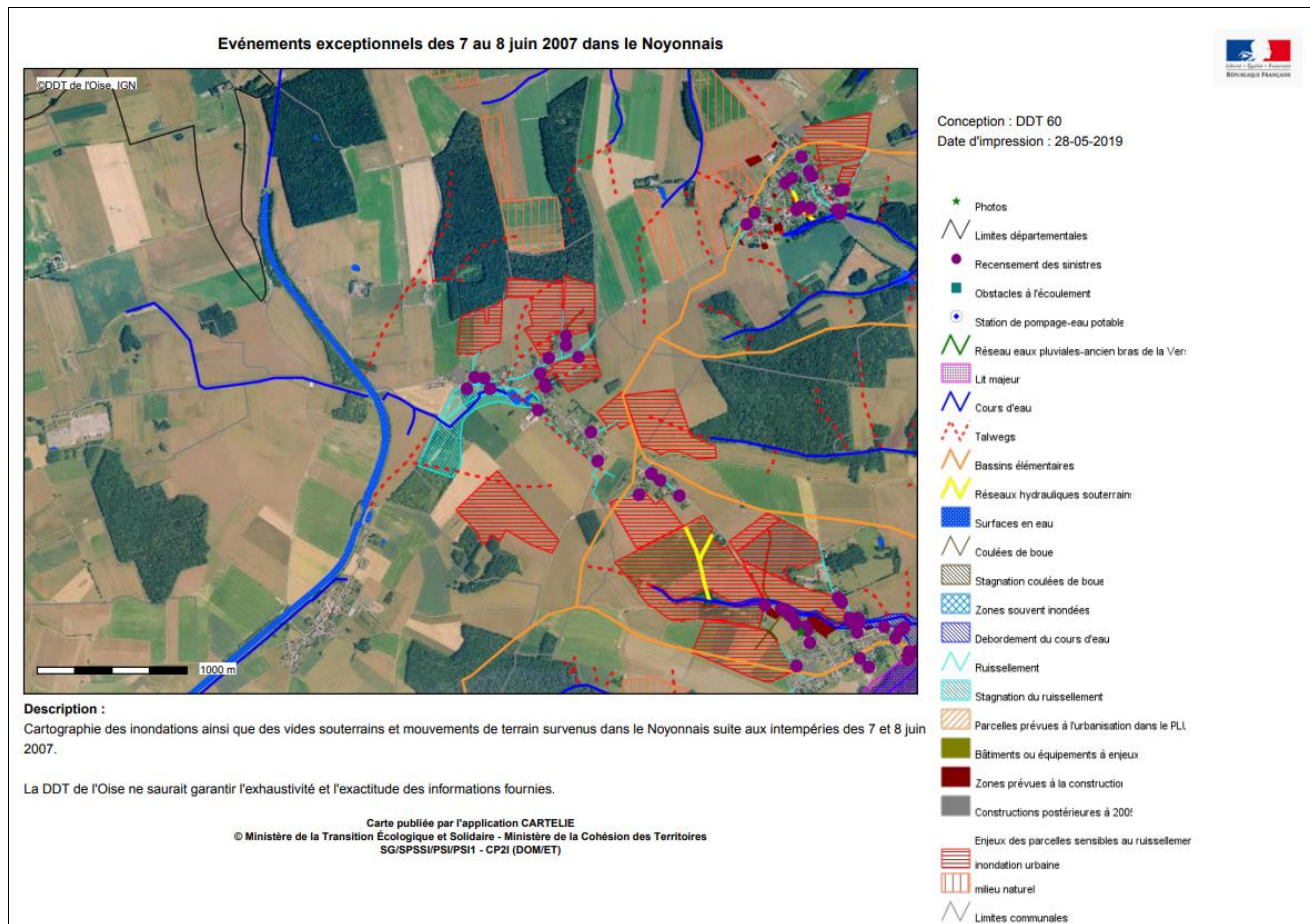 Evénements exceptionnels des 7 au 8 juin 2007 dans le Noyonnais
©DDT de l'Oise, IGN
1000 m
Liberté • Égalité • Fraternité
RÉPUBLIQUE FRANÇAISE
Conception : DDT 60
Date d'impression : 28-05-2019
Photos
Limites départementales
Recensement des sinistres
Obstacles à l'écoulement
Station de pompage-eau potable
Réseau eaux pluviales-ancien bras de la Vers
Lit majeur
Cours d'eau
Talwegs
Bassins élémentaires
Réseaux hydrauliques souterrains
Surfaces en eau
Coulées de boue
Stagnation coulées de boue
Zones souvent inondées
Debordement du cours d'eau
Ruissellement
Stagnation du ruissellement
Parcelles prévues à l'urbanisation dans le PLU
Bâtiments ou équipements à enjeux
Zones prévues à la construction
Constructions postérieures à 2005
Enjeux des parcelles sensibles au ruissellemer
inondation urbaine
milieu naturel
Limites communales
Description :
Cartographie des inondations ainsi que des vides souterrains et mouvements de terrain survenus dans le Noyonnais suite aux intempéries des 7 et 8 juin
2007.
La DDT de l'Oise ne saurait garantir l'exhaustivité et l'exactitude des informations fournies.
Carte publiée par l'application CARTELIE
© Ministère de la Transition Écologique et Solidaire - Ministère de la Cohésion des Territoires
SG/SPSSI/PSI/PSI1 - CP2I (DOM/ET)